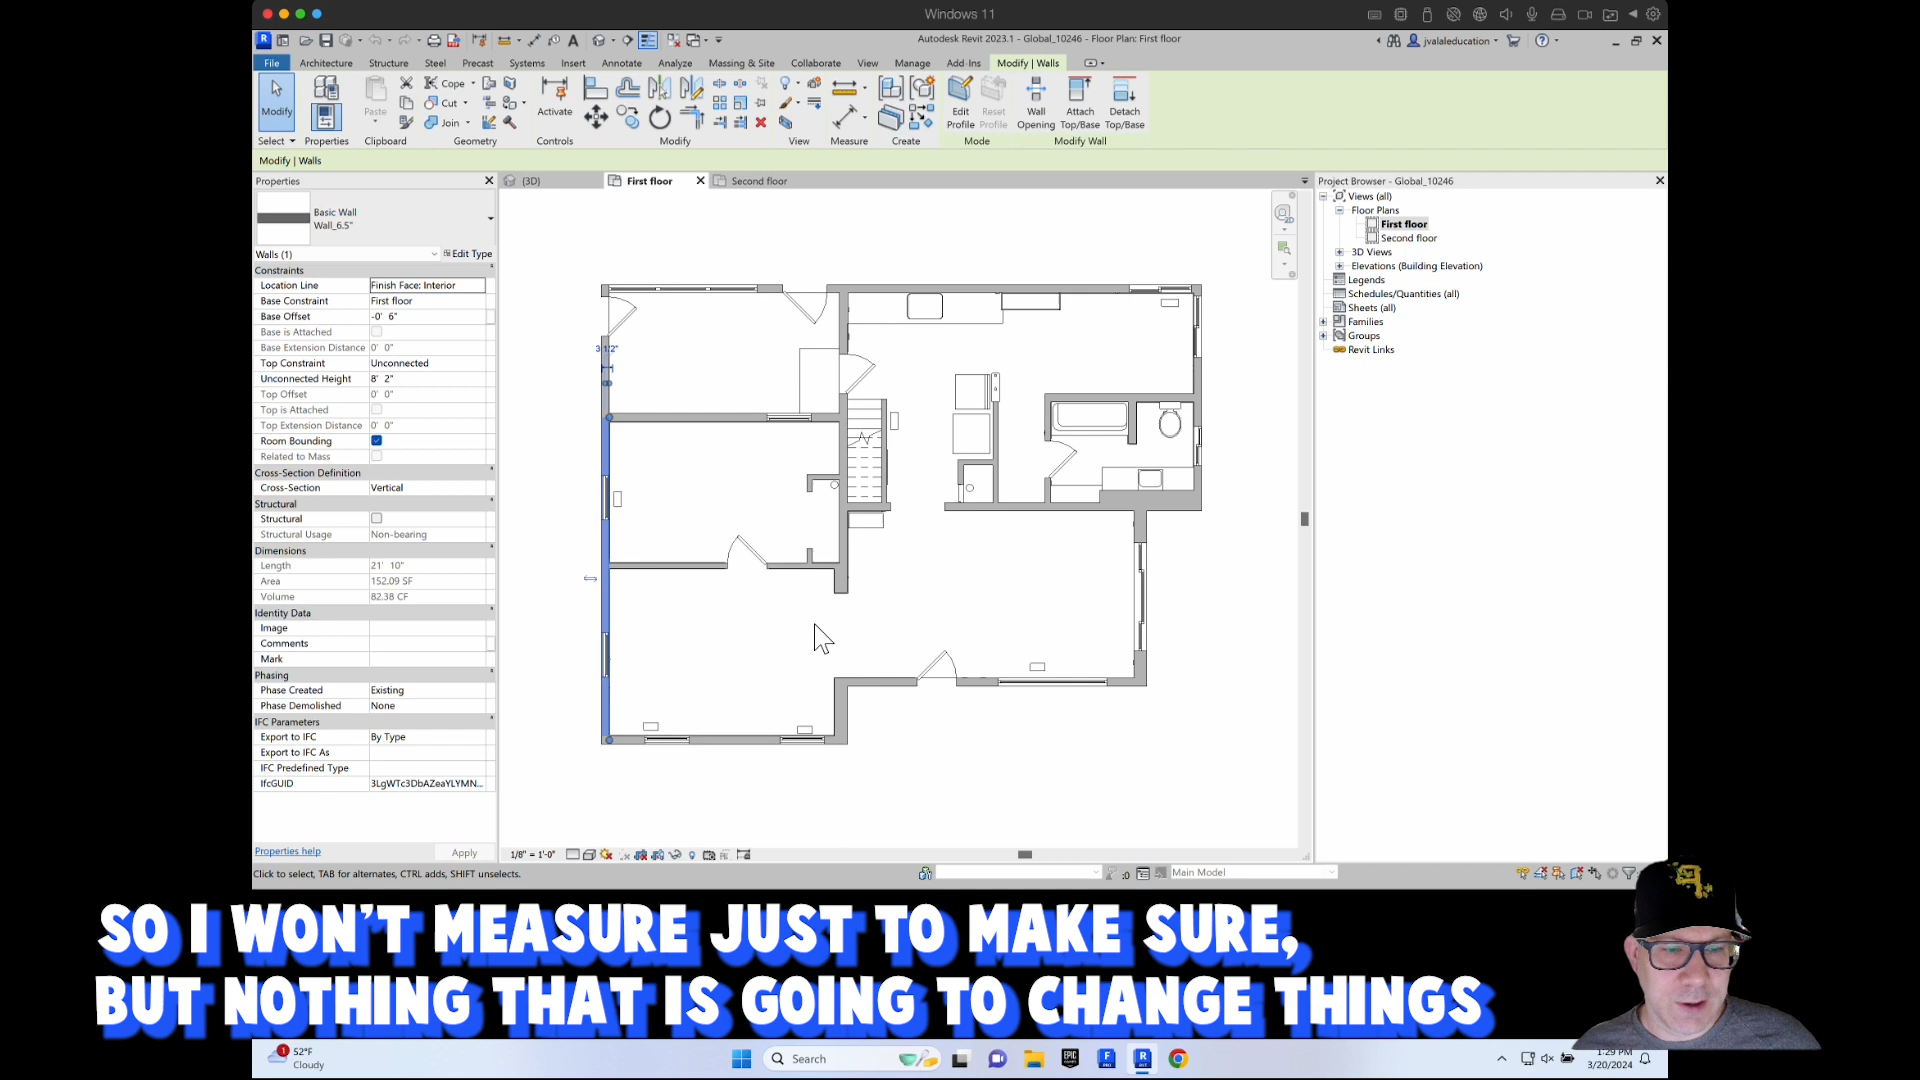 Windows 11
Autodesk Revit 2023.1 - Global_10246 - Floor Plan: First floor
jvalaleducation
File Architecture Structure Steel Precast Systems Insert Annotate Analyze Massing & Site Collaborate View Manage Add-Ins Modify | Walls
Modify Paste Cope Cut Join Activate Edit Profile Reset Profile Wall Opening Attach Top/Base Detach Top/Base
Select Properties Clipboard Geometry Controls Modify View Measure Create Mode Modify Wall
Modify | Walls
Properties
Basic Wall
Wall_6.5"
Walls (1) Edit Type
Constraints
Location Line Finish Face: Interior
Base Constraint First floor
Base Offset -0' 6"
Base is Attached
Base Extension Distance 0' 0"
Top Constraint Unconnected
Unconnected Height 8' 2"
Top Offset 0' 0"
Top is Attached
Top Extension Distance 0' 0"
Room Bounding
Related to Mass
Cross-Section Definition
Cross-Section Vertical
Structural
Structural
Structural Usage Non-bearing
Dimensions
Length 21' 10"
Area 152.09 SF
Volume 82.38 CF
Identity Data
Image
Comments
Mark
Phasing
Phase Created Existing
Phase Demolished None
IFC Parameters
Export to IFC By Type
Export to IFC As
IFC Predefined Type
IfcGUID 3LgWTc3DbAZeaYLYMN...
Properties help Apply
(3D) First floor Second floor
3 1/2"
1/8" = 1'-0"
Project Browser - Global_10246
Views (all)
Floor Plans
First floor
Second floor
3D Views
Elevations (Building Elevation)
Legends
Schedules/Quantities (all)
Sheets (all)
Families
Groups
Revit Links
Click to select, TAB for alternates, CTRL adds, SHIFT unselects.
:0 Main Model
SO I WON'T MEASURE JUST TO MAKE SURE,
BUT NOTHING THAT IS GOING TO CHANGE THINGS
1
52°F
Cloudy
Search
1:29 PM
3/20/2024